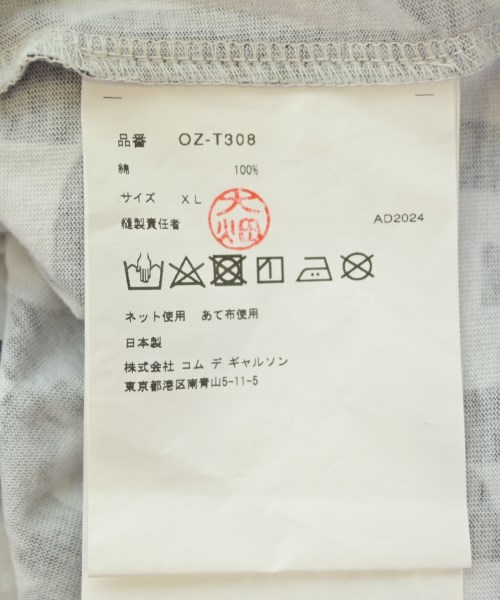 品番 OZ-T308
綿 100%
サイズ XL
大畑
縫製責任者
AD2024
ネット使用 あて布使用
日本製
株式会社 コム デ ギャルソン
東京都港区南青山5-11-5